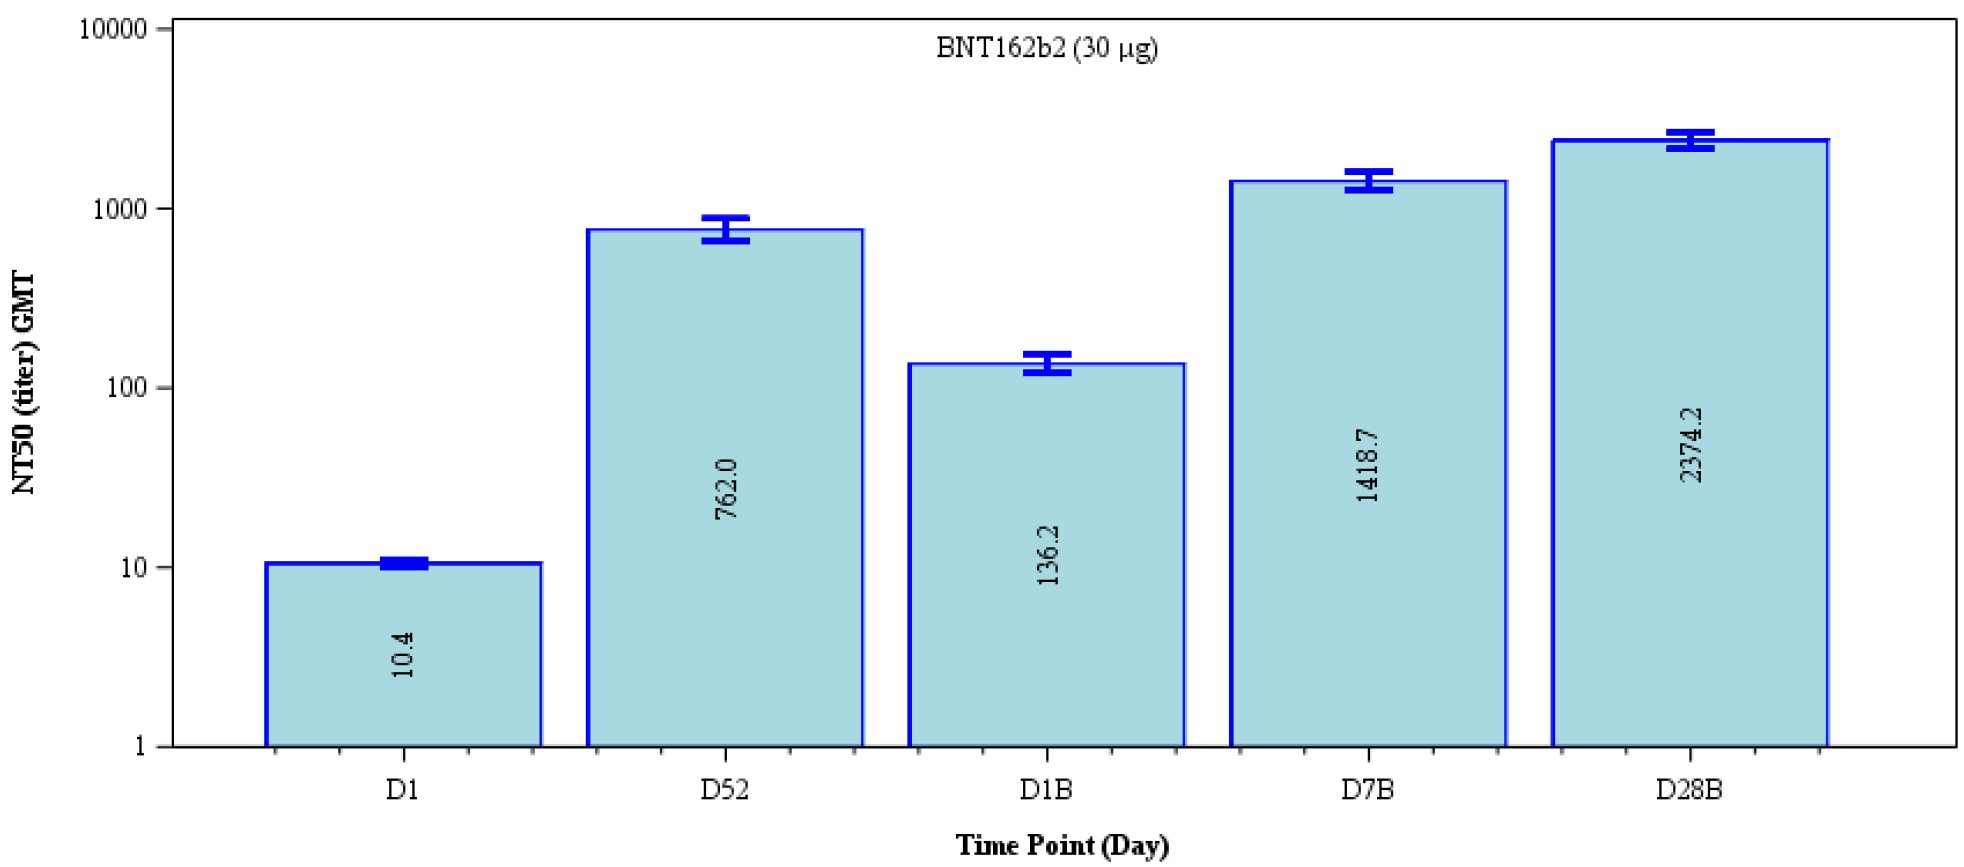 BNT162b2 (30 µg)
NT50 (titer) GMT
10000
1000
100
10
1
10.4
762.0
136.2
1418.7
2374.2
D1 D52 D1B D7B D28B
Time Point (Day)